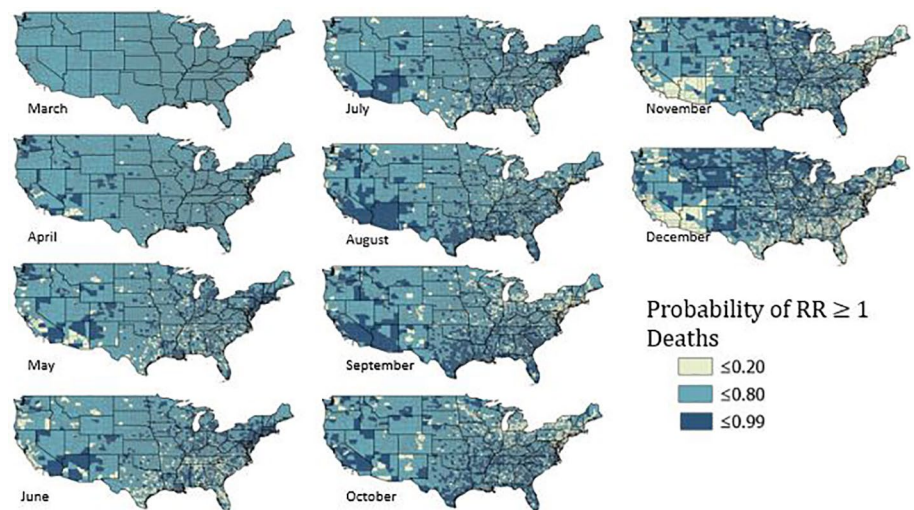 March
July
November
April
August
December
May
September
June
October
Probability of RR ≥ 1
Deaths
≤0.20
≤0.80
≤0.99